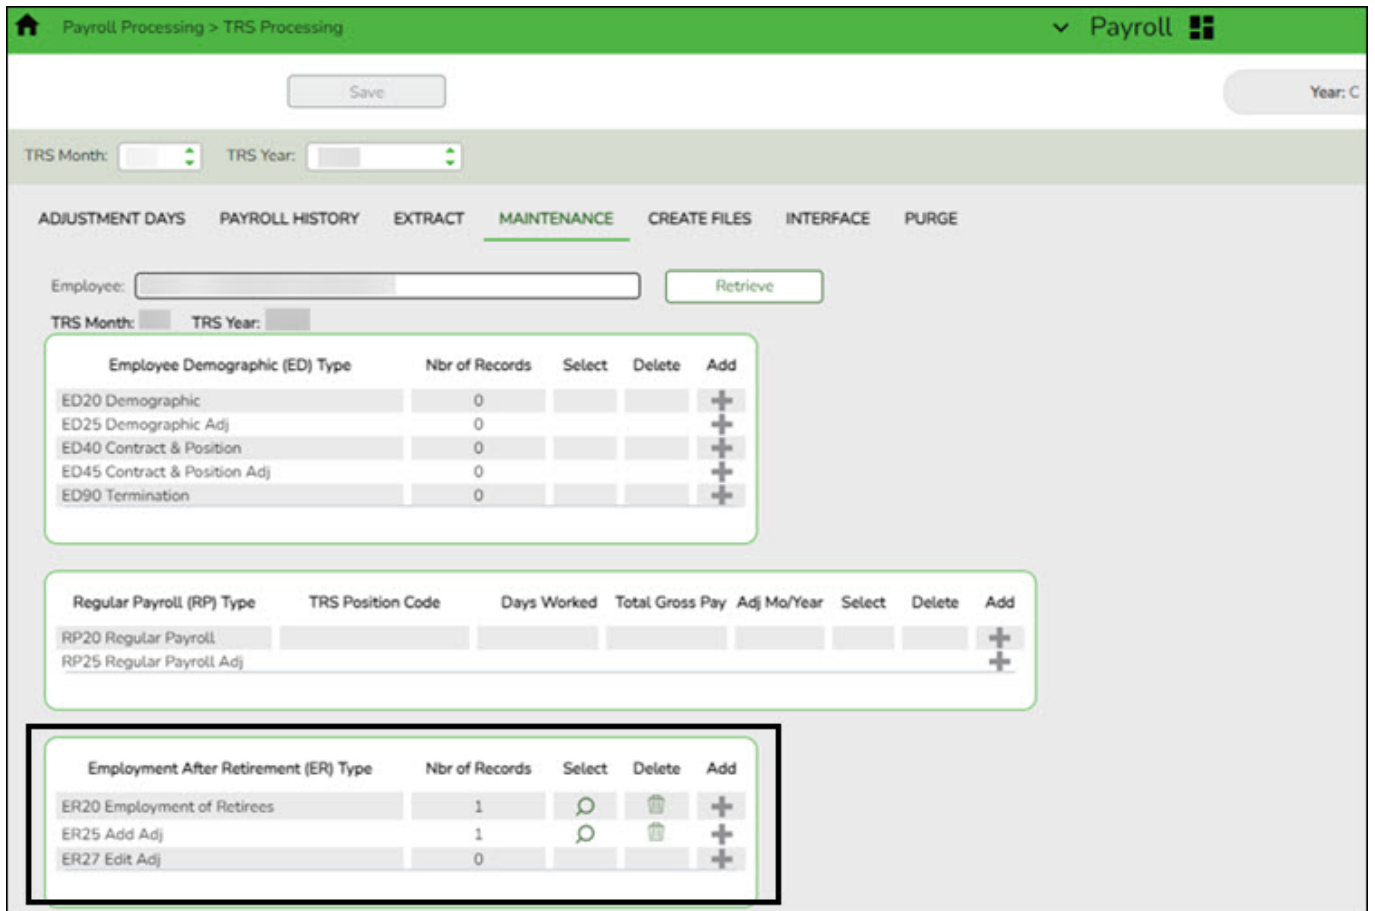 Payroll Processing > TRS Processing
Payroll
Save
Year: C
TRS Month:
TRS Year:
ADJUSTMENT DAYS PAYROLL HISTORY EXTRACT MAINTENANCE CREATE FILES INTERFACE PURGE
Employee:
Retrieve
TRS Month: TRS Year:
Employee Demographic (ED) Type Nbr of Records Select Delete Add
ED20 Demographic 0
ED25 Demographic Adj 0
ED40 Contract & Position 0
ED45 Contract & Position Adj 0
ED90 Termination 0
Regular Payroll (RP) Type TRS Position Code Days Worked Total Gross Pay Adj Mo/Year Select Delete Add
RP20 Regular Payroll
RP25 Regular Payroll Adj
Employment After Retirement (ER) Type Nbr of Records Select Delete Add
ER20 Employment of Retirees 1
ER25 Add Adj 1
ER27 Edit Adj 0